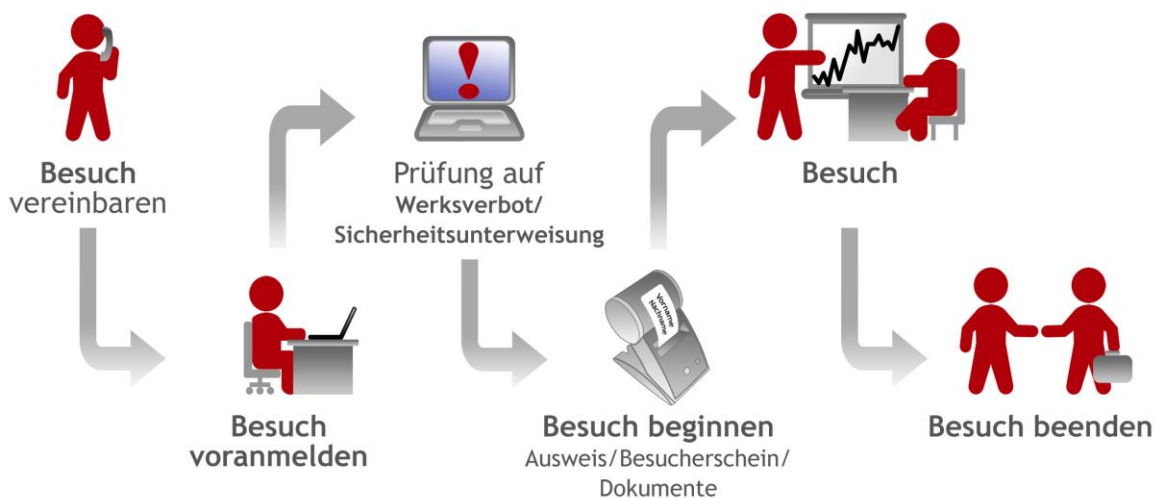 Besuch
vereinbaren
Besuch
voranmelden
Prüfung auf
Werksverbot/
Sicherheitsunterweisung
Vorname
Nachname
Besuch beginnen
Ausweis/Besucherschein/
Dokumente
Besuch
Besuch beenden